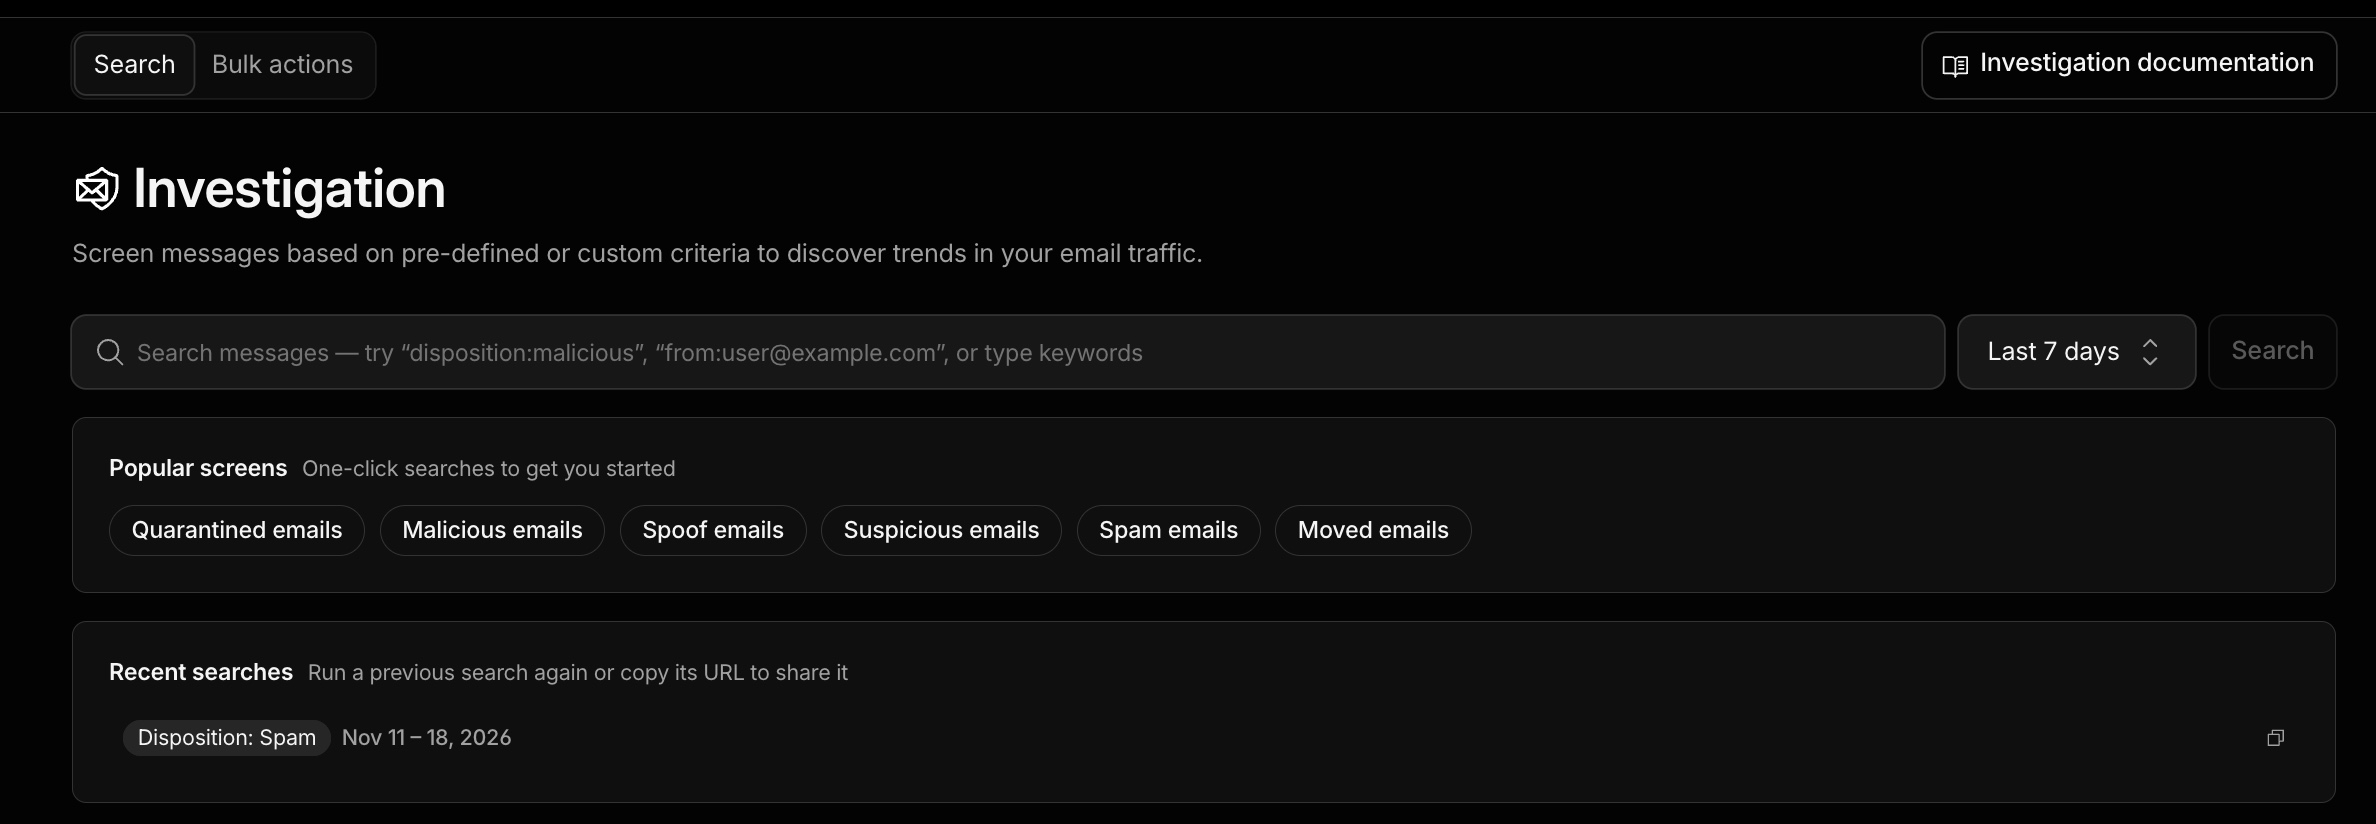 Search Bulk actions Investigation documentation
Investigation
Screen messages based on pre-defined or custom criteria to discover trends in your email traffic.
Search messages — try “disposition:malicious”, “from:user@example.com”, or type keywords Last 7 days Search
Popular screens One-click searches to get you started
Quarantined emails Malicious emails Spoof emails Suspicious emails Spam emails Moved emails
Recent searches Run a previous search again or copy its URL to share it
Disposition: Spam Nov 11 – 18, 2026